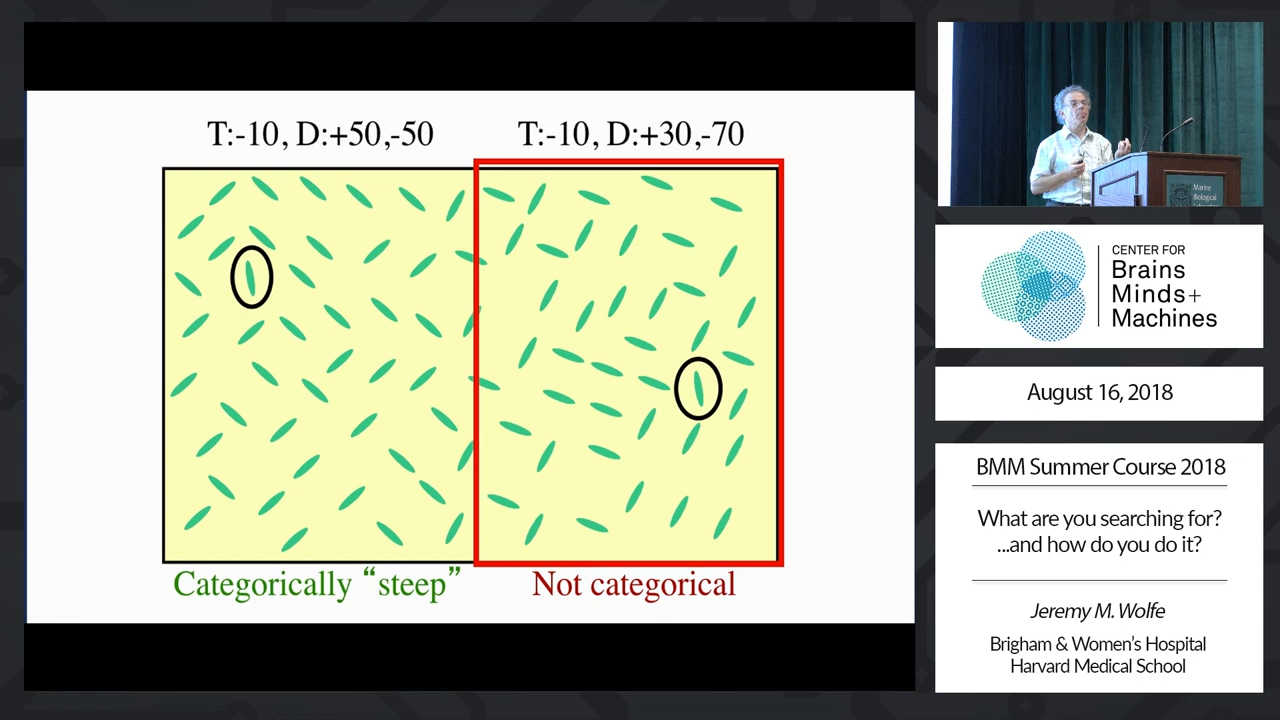 T:-10, D:+50,-50
T:-10, D:+30,-70
Categorically “steep”
Not categorical
Marine
Biological
CENTER FOR
Brains
Minds+
Machines
August 16, 2018
BMM Summer Course 2018
What are you searching for?
...and how do you do it?
Jeremy M. Wolfe
Brigham & Women’s Hospital
Harvard Medical School